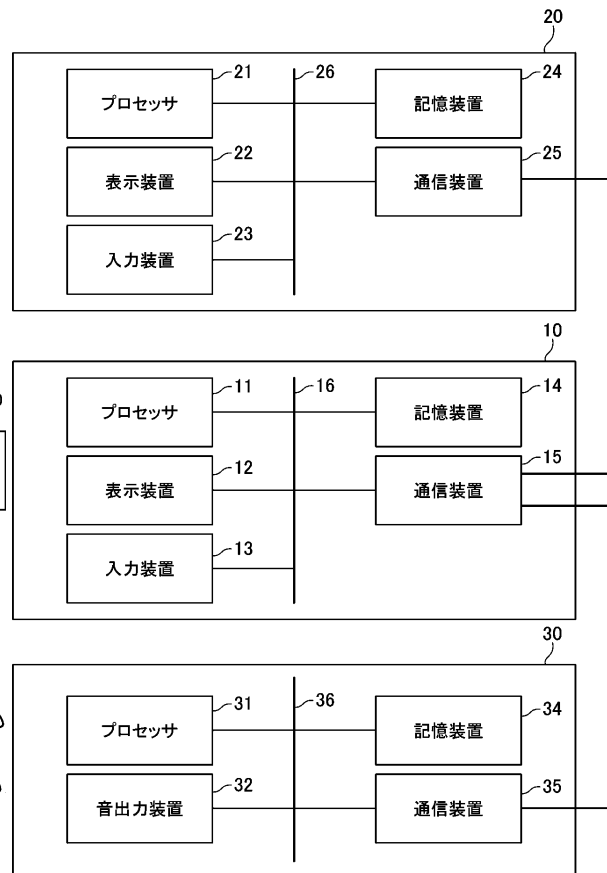 20
21
26
24
プロセッサ
記憶装置
22
25
表示装置
通信装置
23
入力装置
10
11
16
14
プロセッサ
記憶装置
12
15
表示装置
通信装置
13
入力装置
30
31
36
34
プロセッサ
記憶装置
32
35
音出力装置
通信装置